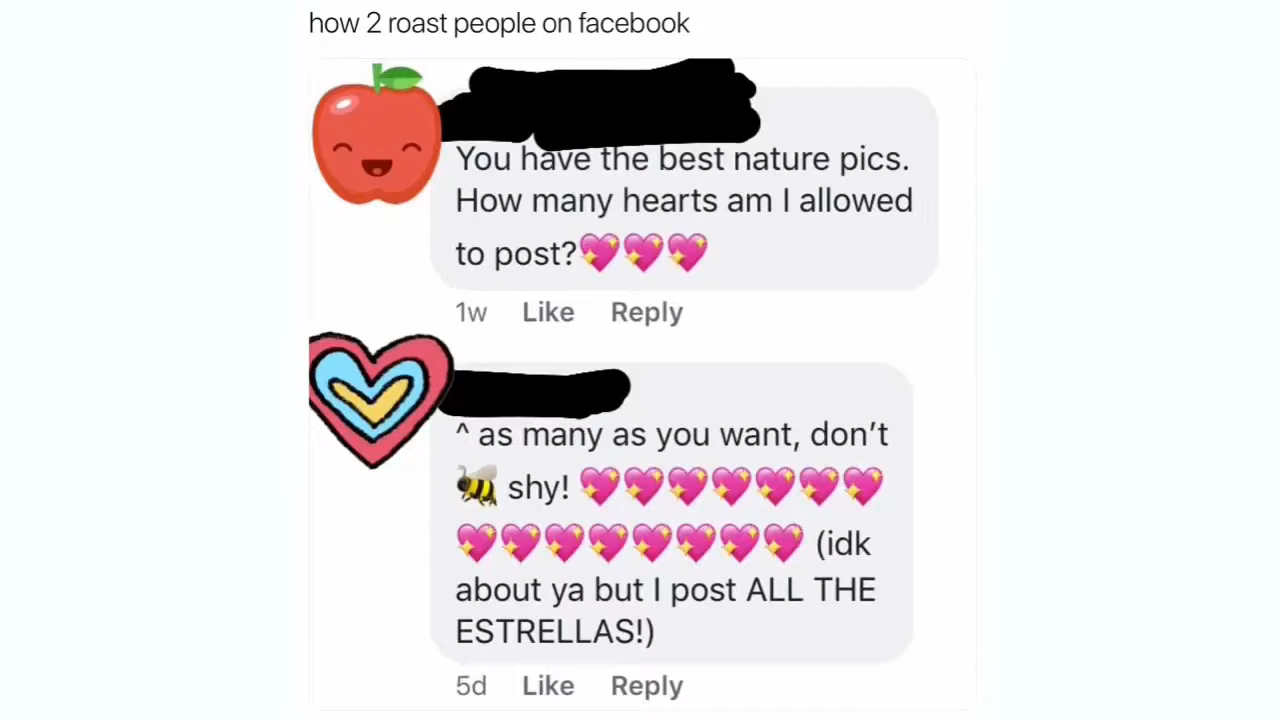 how 2 roast people on facebook
You have the best nature pics.
How many hearts am I allowed
to post?💖💖💖
1w Like Reply
^ as many as you want, don't
🐝 shy! 💖💖💖💖💖💖💖
💖💖💖💖💖💖💖💖 (idk
about ya but I post ALL THE
ESTRELLAS!)
5d Like Reply